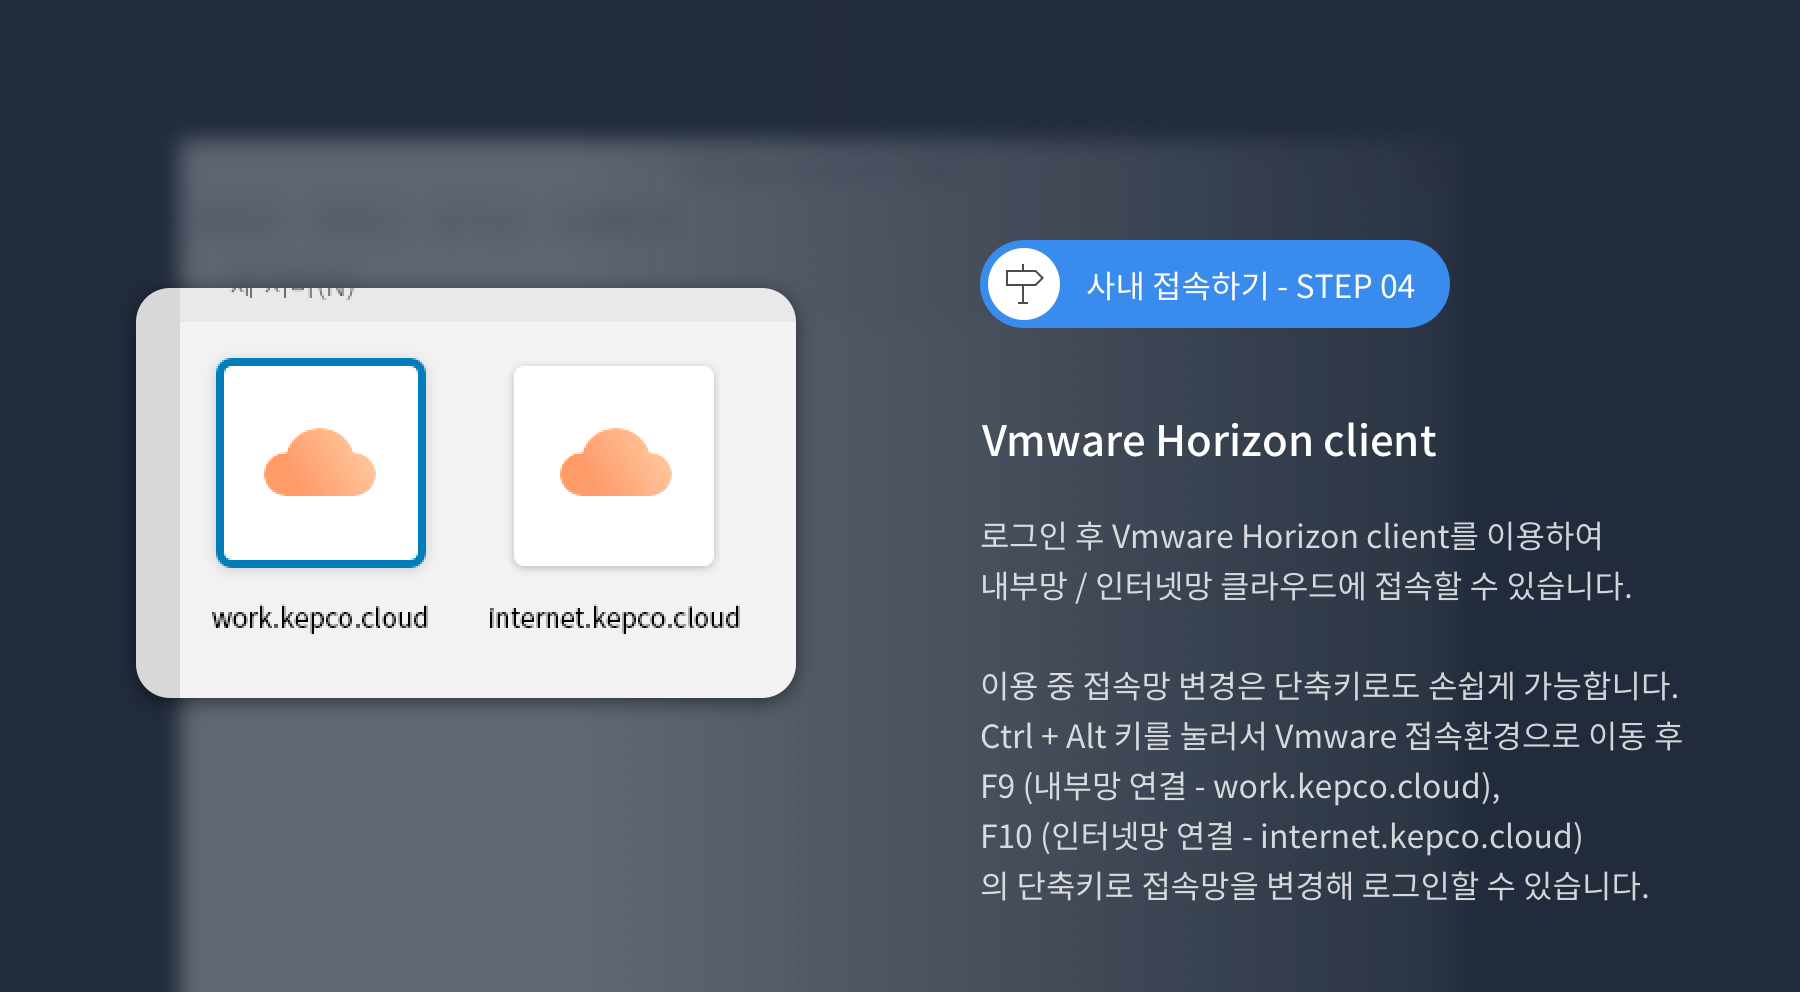 work.kepco.cloud
internet.kepco.cloud
사내 접속하기 - STEP 04
Vmware Horizon client
로그인 후 Vmware Horizon client를 이용하여
내부망 / 인터넷망 클라우드에 접속할 수 있습니다.
이용 중 접속망 변경은 단축키로도 손쉽게 가능합니다.
Ctrl + Alt 키를 눌러서 Vmware 접속환경으로 이동 후
F9 (내부망 연결 - work.kepco.cloud),
F10 (인터넷망 연결 - internet.kepco.cloud)
의 단축키로 접속망을 변경해 로그인할 수 있습니다.